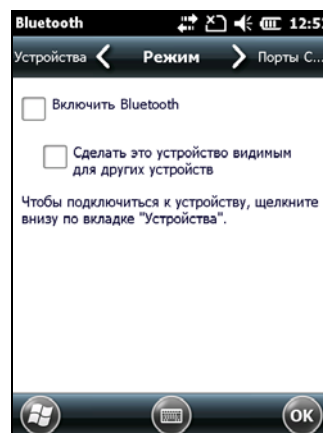 Bluetooth 12:5
Устройства Режим Порты С...
Включить Bluetooth
Сделать это устройство видимым
для других устройств
Чтобы подключиться к устройству, щелкните
внизу по вкладке "Устройства".
OK